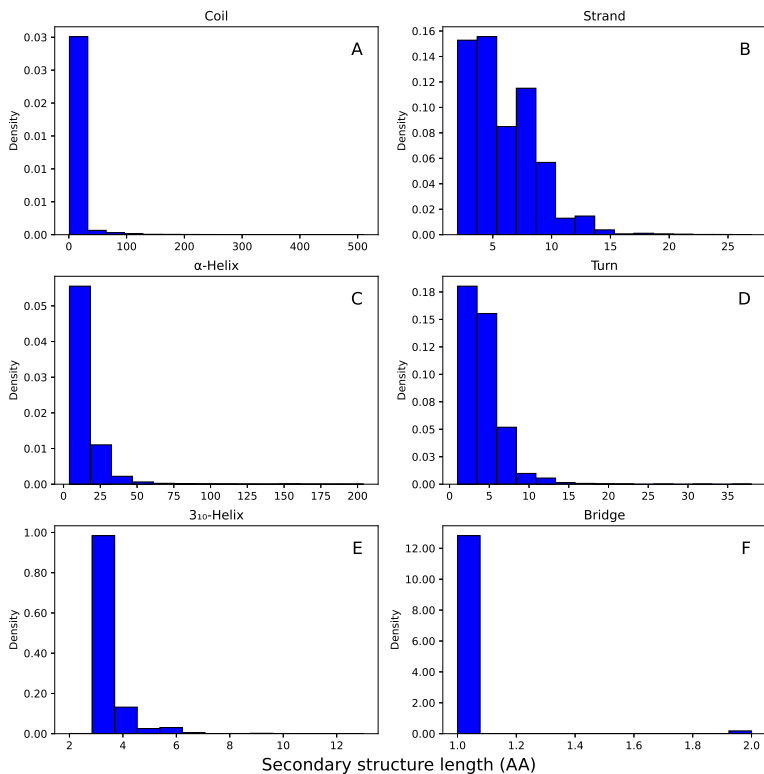 Coil
A
Density
0.03
0.03
0.02
0.01
0.01
0.00
0 100 200 300 400 500
Strand
B
Density
0.16
0.14
0.12
0.10
0.08
0.06
0.04
0.02
0.00
5 10 15 20 25
α-Helix
C
Density
0.05
0.04
0.03
0.02
0.01
0.00
0 25 50 75 100 125 150 175 200
Turn
D
Density
0.18
0.15
0.12
0.10
0.08
0.05
0.03
0.00
0 5 10 15 20 25 30 35
3₁₀-Helix
E
Density
1.00
0.80
0.60
0.40
0.20
0.00
2 4 6 8 10 12
Bridge
F
Density
12.00
10.00
8.00
6.00
4.00
2.00
0.00
1.0 1.2 1.4 1.6 1.8 2.0
Secondary structure length (AA)